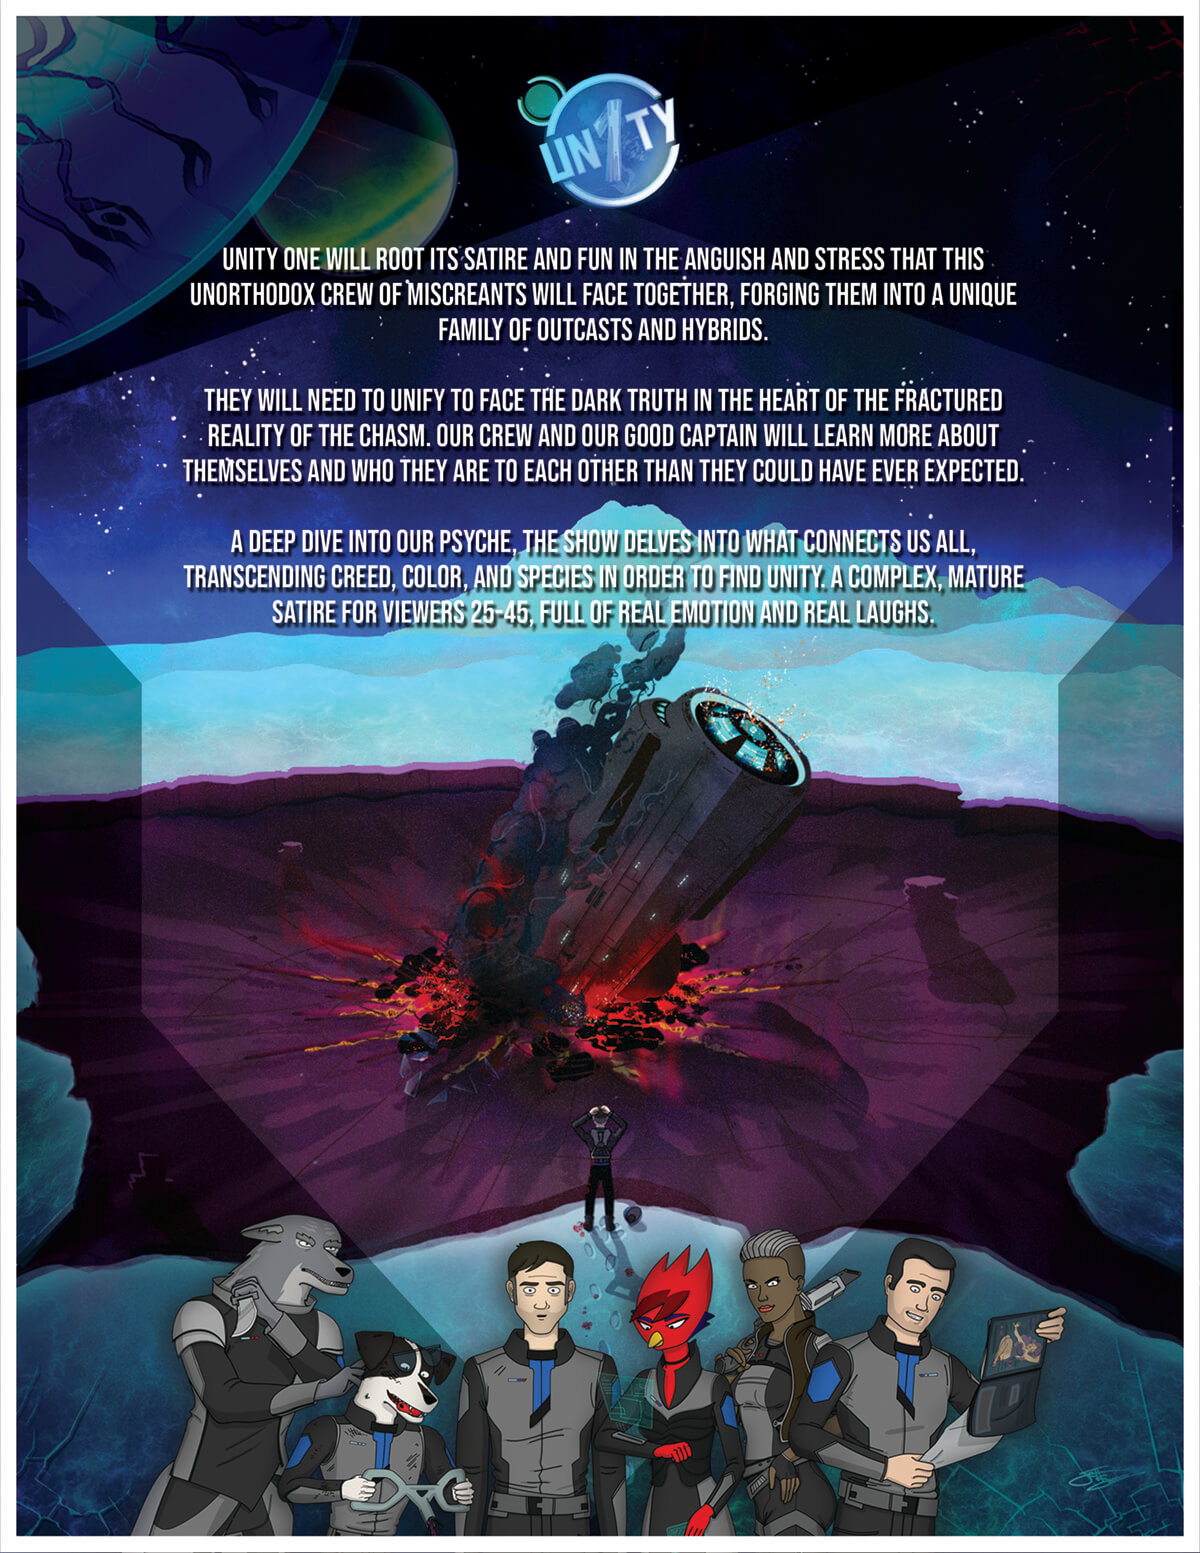 UN1TY
UNITY ONE WILL ROOT ITS SATIRE AND FUN IN THE ANGUISH AND STRESS THAT THIS
UNORTHODOX CREW OF MISCREANTS WILL FACE TOGETHER, FORGING THEM INTO A UNIQUE
FAMILY OF OUTCASTS AND HYBRIDS.
THEY WILL NEED TO UNIFY TO FACE THE DARK TRUTH IN THE HEART OF THE FRACTURED
REALITY OF THE CHASM. OUR CREW AND OUR GOOD CAPTAIN WILL LEARN MORE ABOUT
THEMSELVES AND WHO THEY ARE TO EACH OTHER THAN THEY COULD HAVE EVER EXPECTED.
A DEEP DIVE INTO OUR PSYCHE, THE SHOW DELVES INTO WHAT CONNECTS US ALL,
TRANSCENDING CREED, COLOR, AND SPECIES IN ORDER TO FIND UNITY. A COMPLEX, MATURE
SATIRE FOR VIEWERS 25-45, FULL OF REAL EMOTION AND REAL LAUGHS.